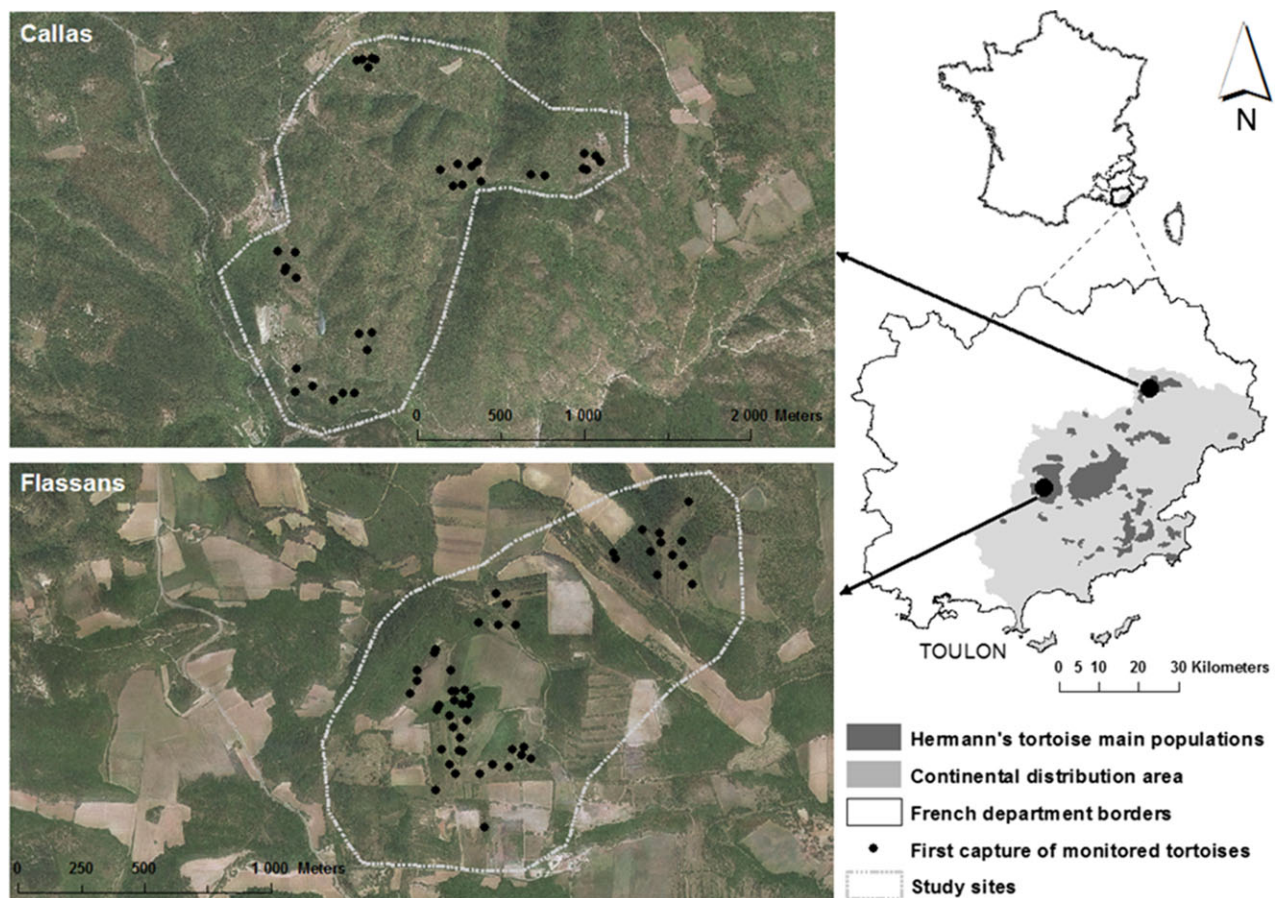 Callas
0 500 1 000 2 000 Meters
Flassans
0 250 500 1 000 Meters
N
TOULON
0 5 10 20 30 Kilometers
Hermann's tortoise main populations
Continental distribution area
French department borders
First capture of monitored tortoises
Study sites